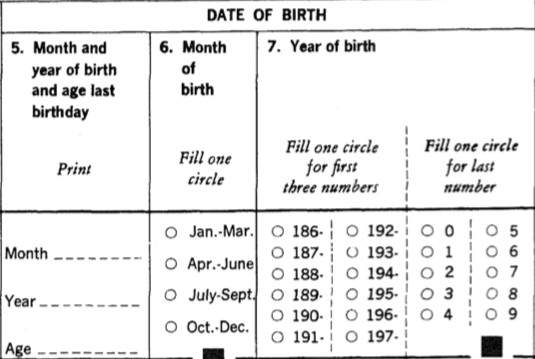 DATE OF BIRTH
5. Month and
year of birth
and age last
birthday
Print
Month
Year
Age
6. Month
of
birth
Fill one
circle
Jan.-Mar.
Apr.-June
July-Sept.
Oct.-Dec.
7. Year of birth
Fill one circle
for first
three numbers
186-
187-
188-
189-
190-
191-
192-
193-
194-
195-
196-
197-
Fill one circle
for last
number
0
1
2
3
4
5
6
7
8
9